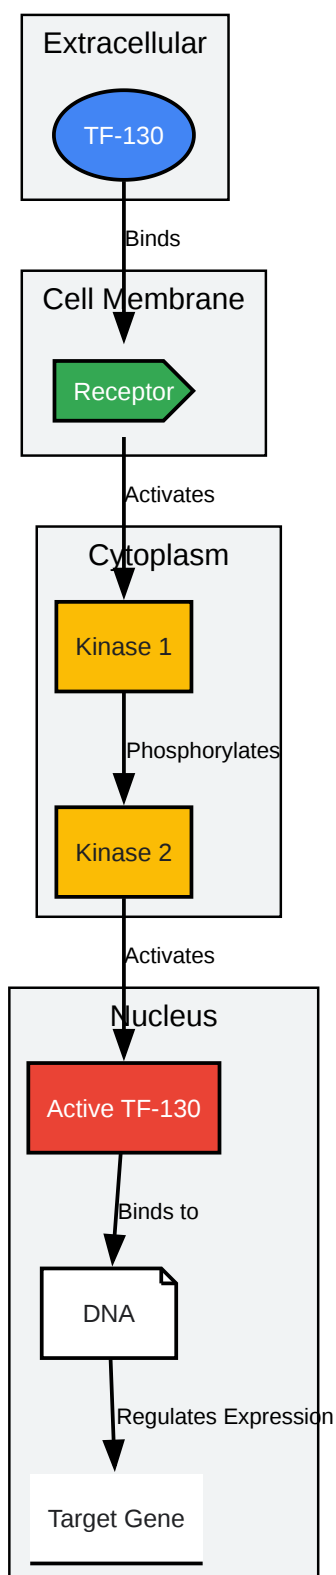 Extracellular
TF-130
Binds
Cell Membrane
Receptor
Activates
Cytoplasm
Kinase 1
Phosphorylates
Kinase 2
Activates
Nucleus
Active TF-130
Binds to
DNA
Regulates Expression
Target Gene